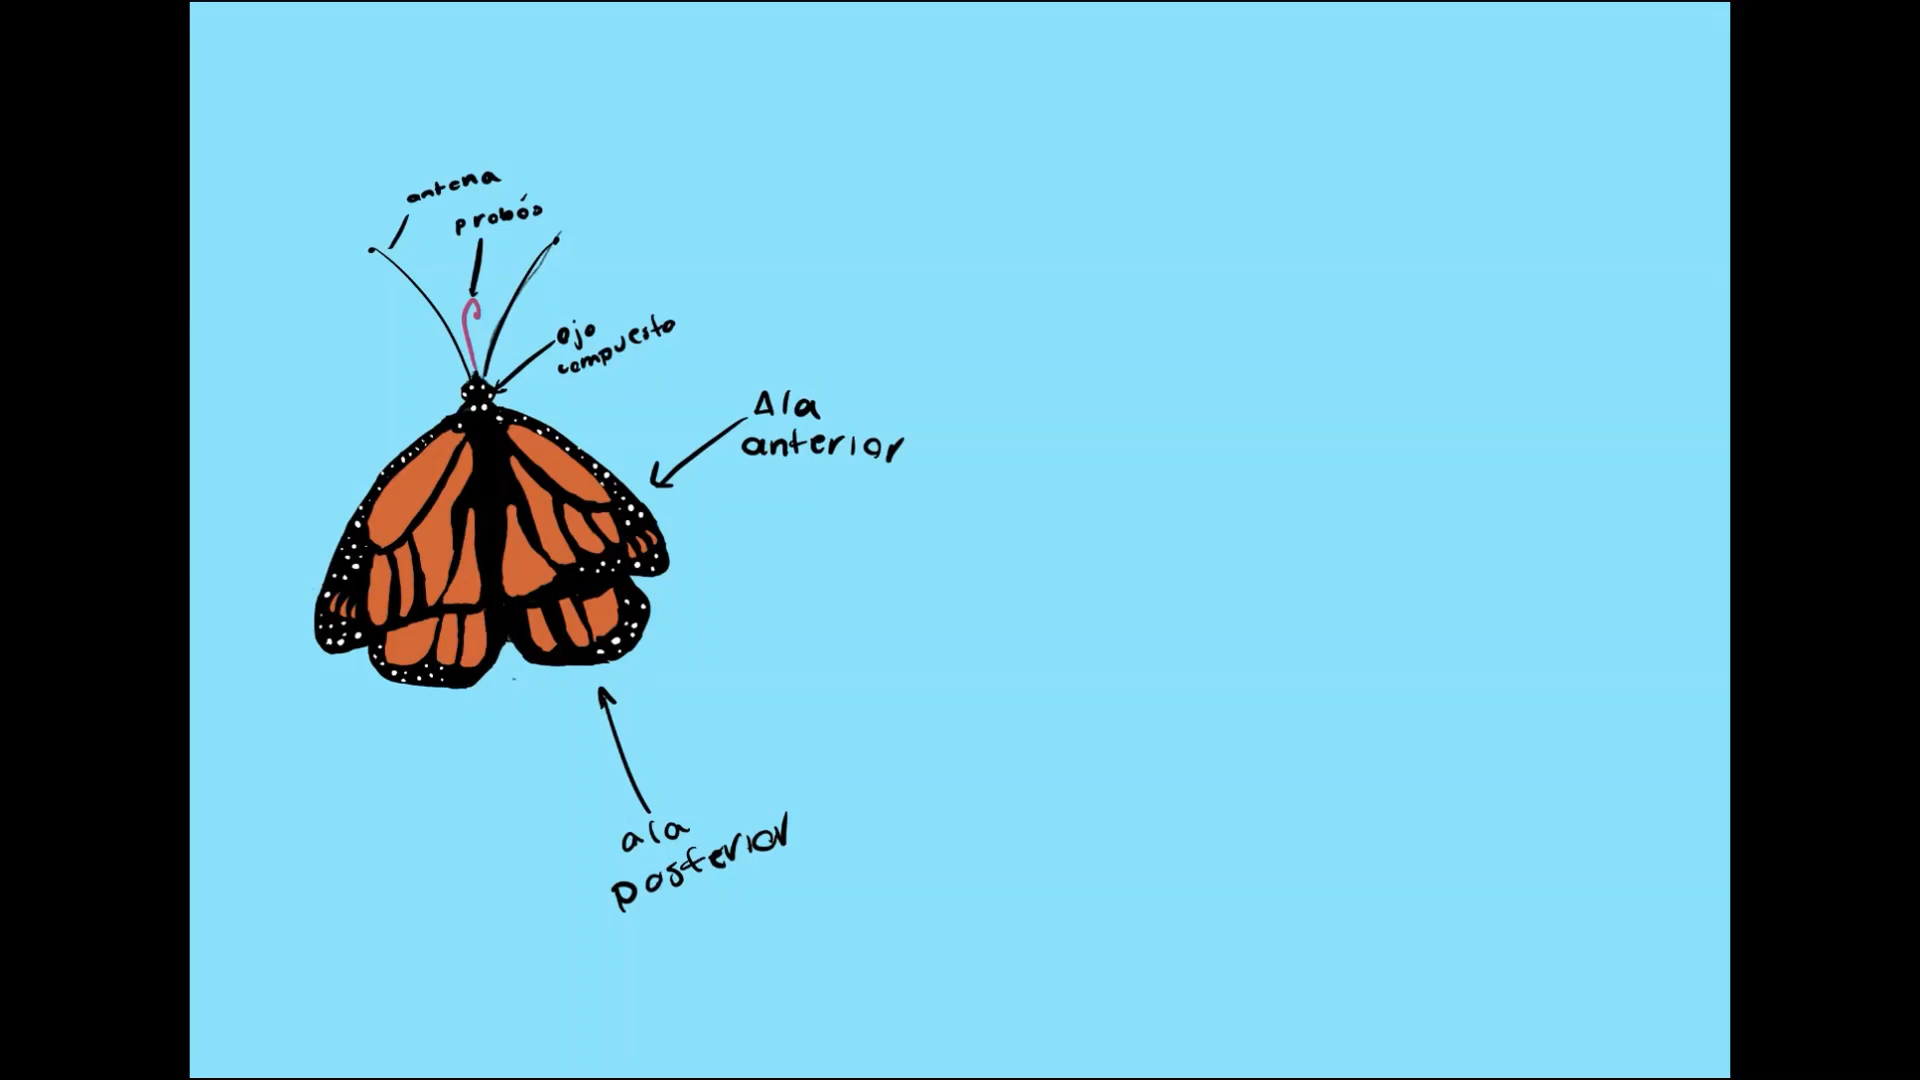 antena
probós
ojo
compuesto
Ala
anterior
ala
posterior